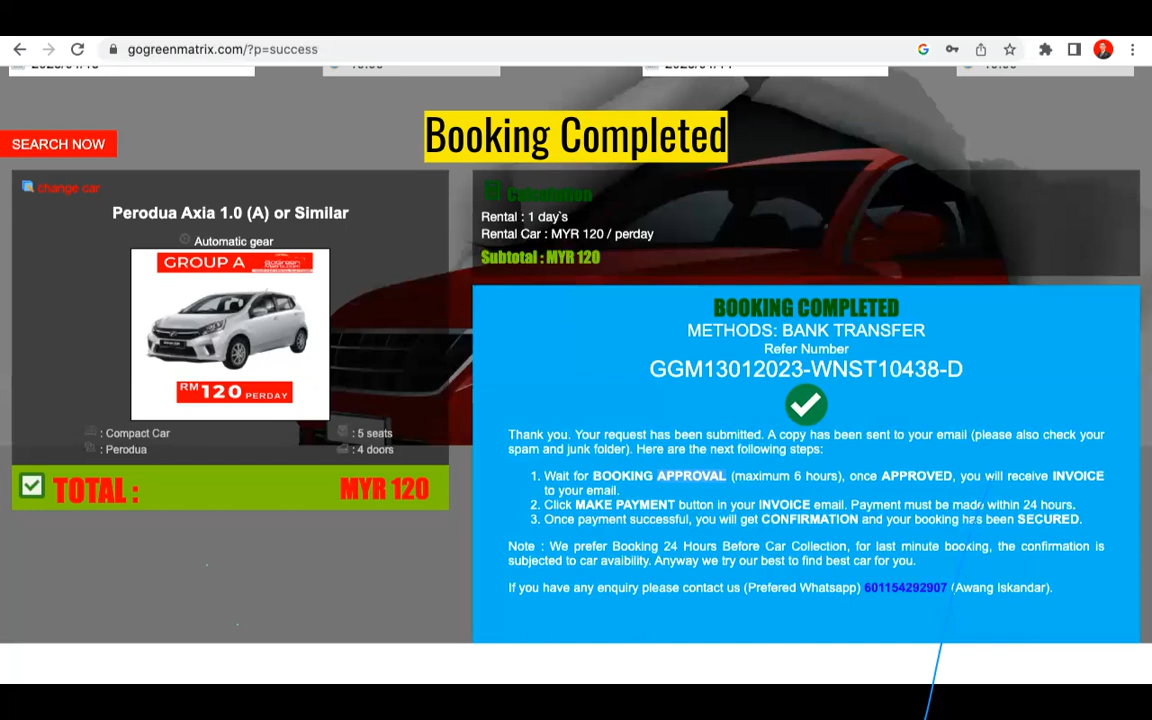 gogreenmatrix.com/?p=success
Booking Completed
SEARCH NOW
change car
Perodua Axia 1.0 (A) or Similar
Automatic gear
GROUP A
RM 120 PERDAY
: Compact Car
: 5 seats
: Perodua
: 4 doors
TOTAL :
MYR 120
Calculation
Rental : 1 day`s
Rental Car : MYR 120 / perday
Subtotal : MYR 120
BOOKING COMPLETED
METHODS: BANK TRANSFER
Refer Number
GGM13012023-WNST10438-D
Thank you. Your request has been submitted. A copy has been sent to your email (please also check your
spam and junk folder). Here are the next following steps:
1. Wait for BOOKING APPROVAL (maximum 6 hours), once APPROVED, you will receive INVOICE
to your email.
2. Click MAKE PAYMENT button in your INVOICE email. Payment must be made within 24 hours.
3. Once payment successful, you will get CONFIRMATION and your booking has been SECURED.
Note : We prefer Booking 24 Hours Before Car Collection, for last minute booking, the confirmation is
subjected to car avaibility. Anyway we try our best to find best car for you.
If you have any enquiry please contact us (Prefered Whatsapp) 601154292907 (Awang Iskandar).